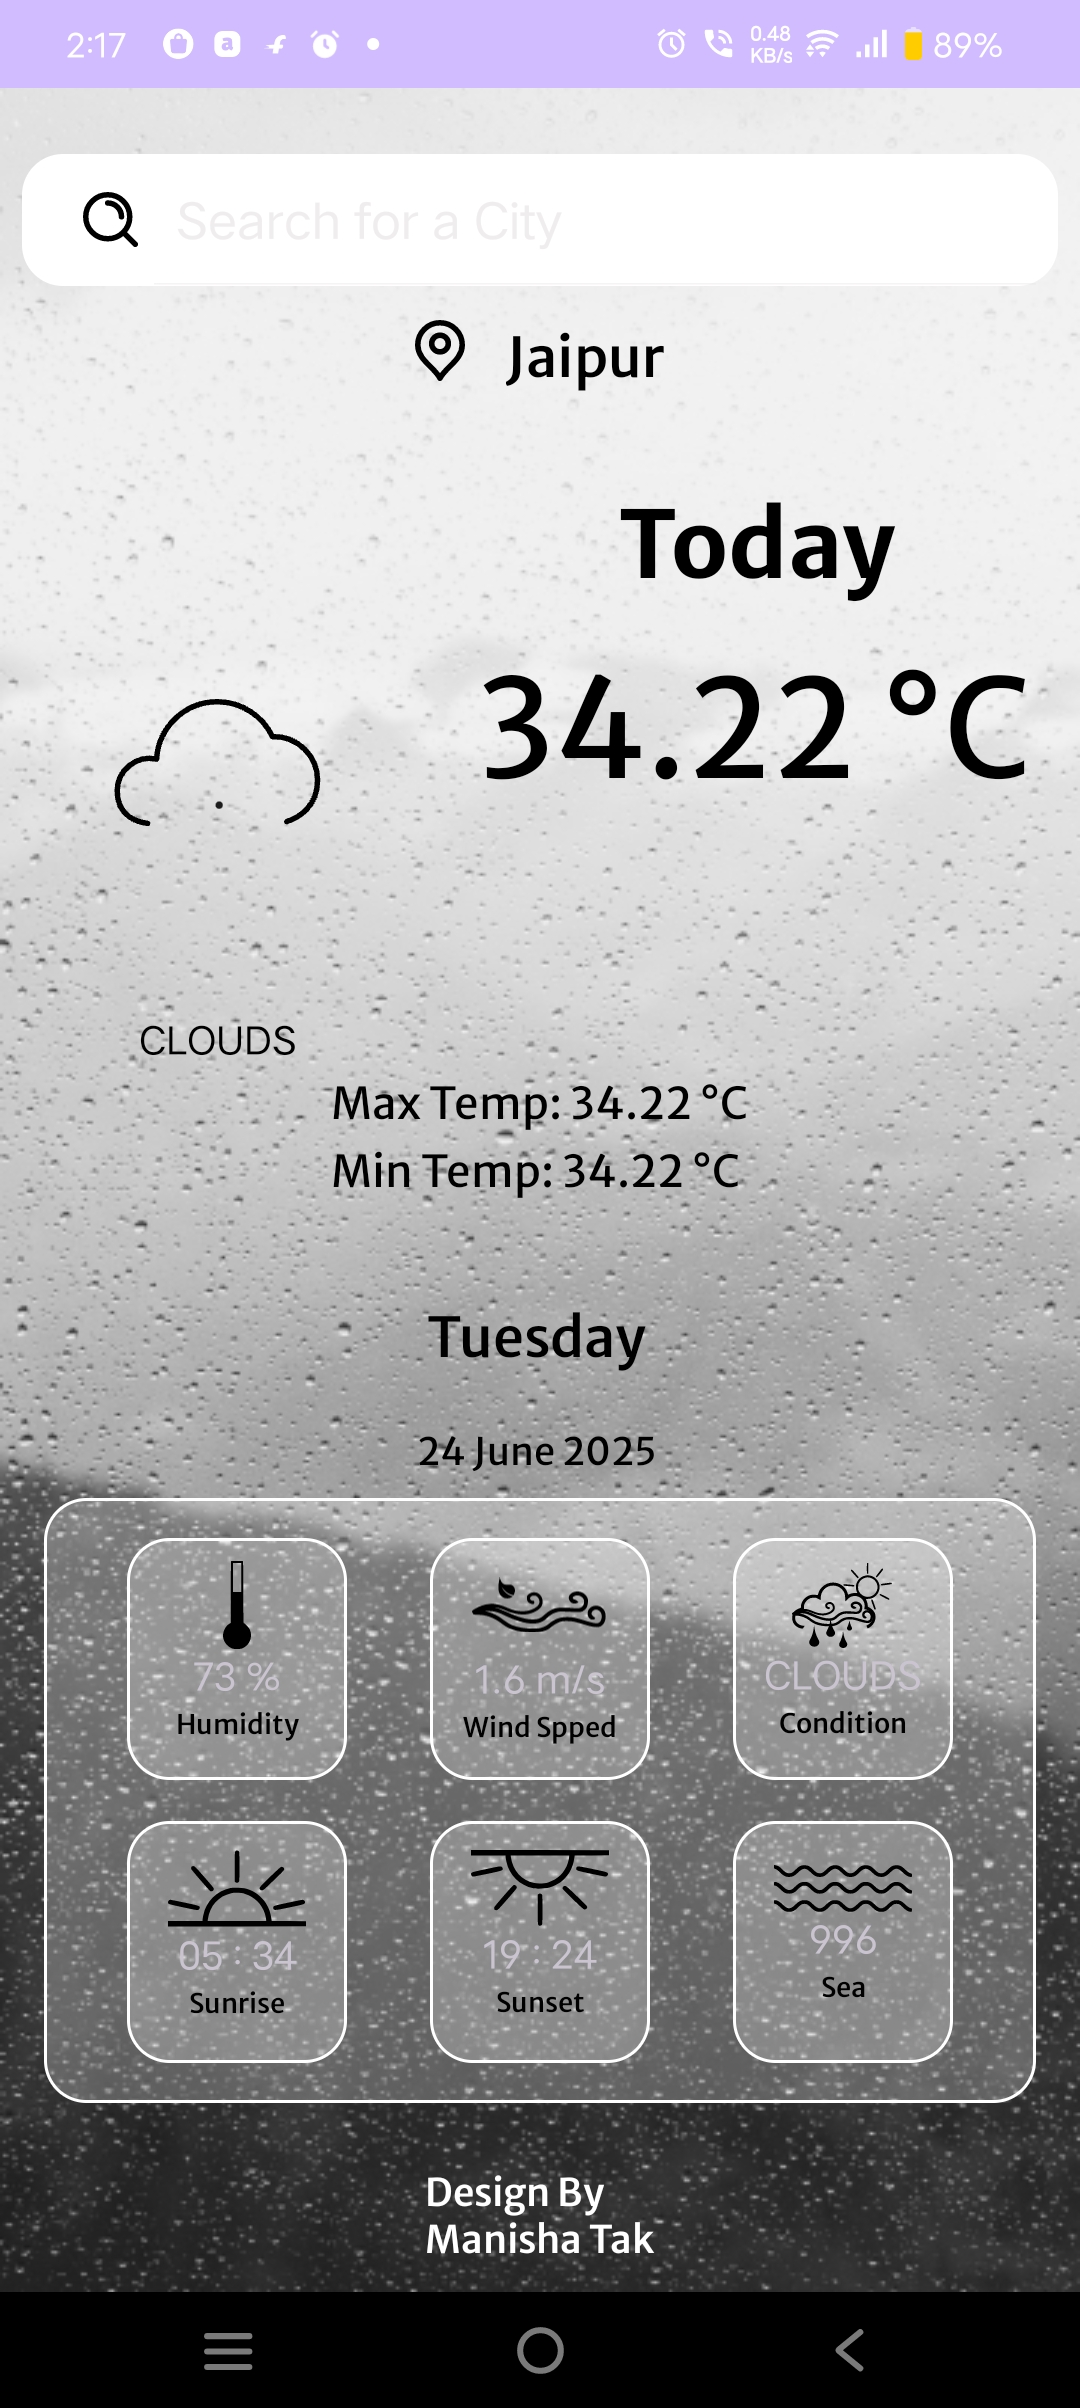 2:17 a 0.48 KB/s 89%
Search for a City
Jaipur
Today
34.22 °C
CLOUDS
Max Temp: 34.22 °C
Min Temp: 34.22 °C
Tuesday
24 June 2025
73 % 1.6 m/s CLOUDS
Humidity Wind Spped Condition
05 : 34 19 : 24 996
Sunrise Sunset Sea
Design By
Manisha Tak